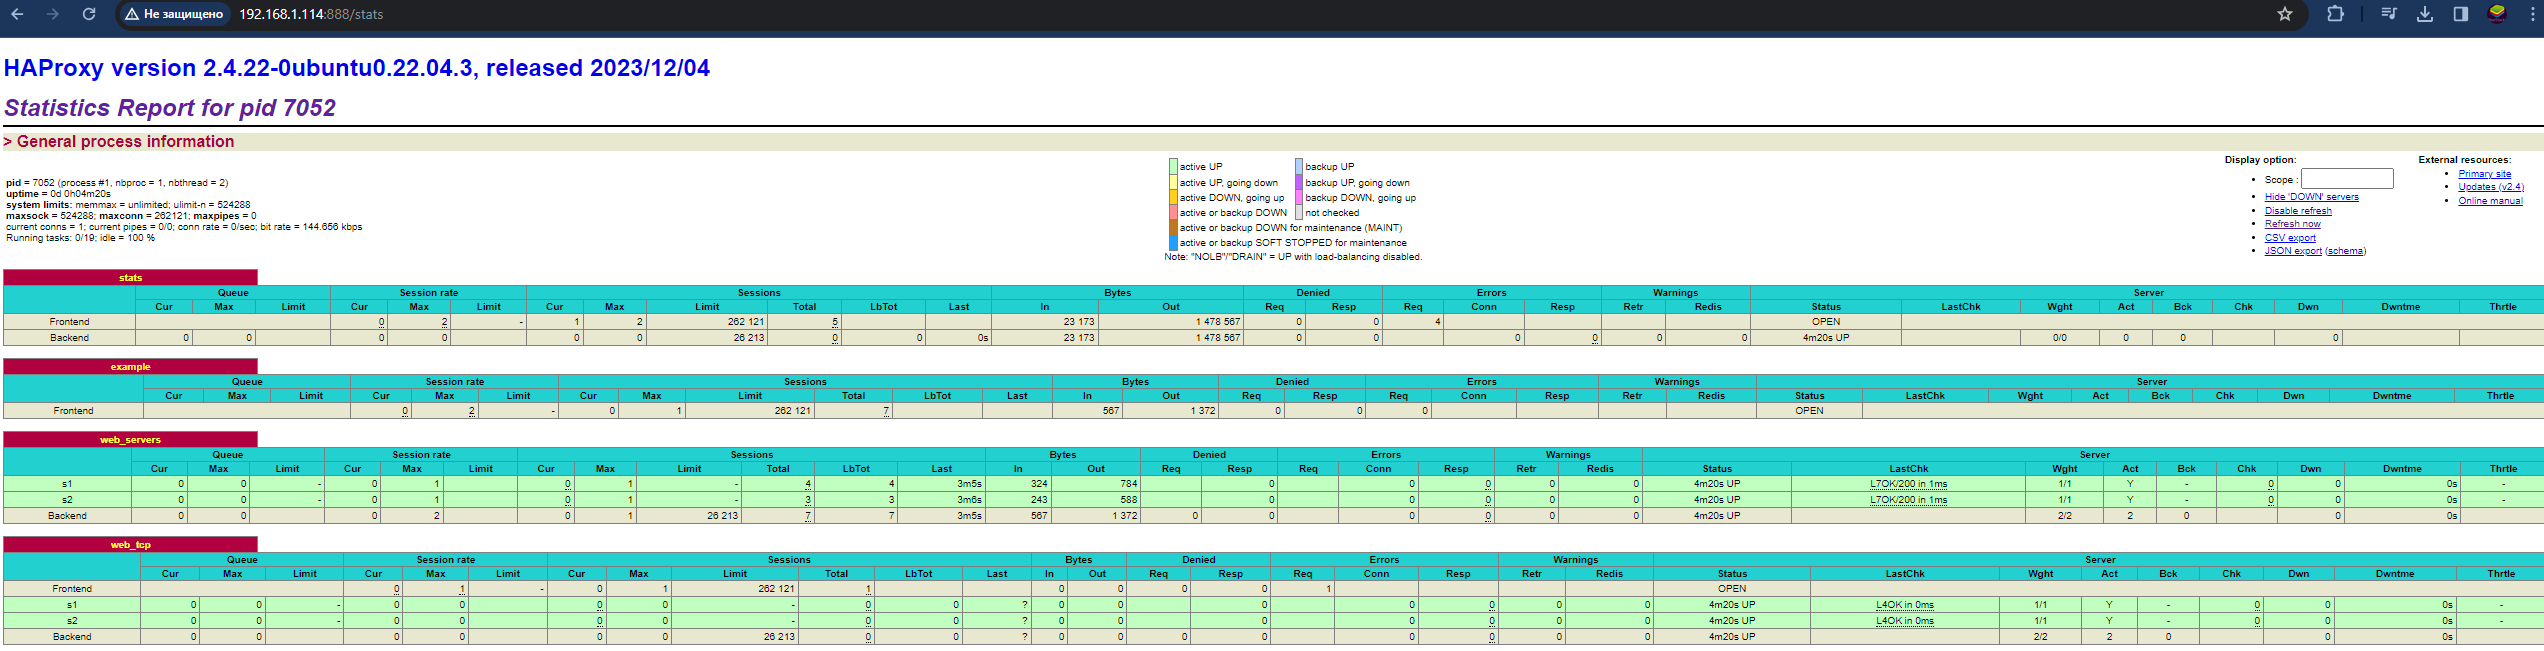 Не защищено 192.168.1.114:888/stats
HAProxy version 2.4.22-0ubuntu0.22.04.3, released 2023/12/04
Statistics Report for pid 7052
> General process information
pid = 7052 (process #1, nbproc = 1, nbthread = 2)
uptime = 0d 0h04m20s
system limits: memmax = unlimited; ulimit-n = 524288
maxsock = 524288; maxconn = 262121; maxpipes = 0
current conns = 1; current pipes = 0/0; conn rate = 0/sec; bit rate = 144.656 kbps
Running tasks: 0/19; idle = 100 %
active UP backup UP
active UP, going down backup UP, going down
active DOWN, going up backup DOWN, going up
active or backup DOWN not checked
active or backup DOWN for maintenance (MAINT)
active or backup SOFT STOPPED for maintenance
Note: "NOLB"/"DRAIN" = UP with load-balancing disabled.
Display option:
Scope :
Hide 'DOWN' servers
Disable refresh
Refresh now
CSV export
JSON export (schema)
External resources:
Primary site
Updates (v2.4)
Online manual
stats
Queue Session rate Sessions Bytes Denied Errors Warnings Server
Cur Max Limit Cur Max Limit Cur Max Limit Total LbTot Last In Out Req Resp Req Conn Resp Retr Redis Status LastChk Wght Act Bck Chk Dwn Dwntme Thrtle
Frontend 0 2 - 1 2 262 121 5 23 173 1 478 567 0 0 4 OPEN
Backend 0 0 0 0 0 0 26 213 0 0 0s 23 173 1 478 567 0 0 0 0 0 0 4m20s UP 0/0 0 0 0
example
Queue Session rate Sessions Bytes Denied Errors Warnings Server
Cur Max Limit Cur Max Limit Cur Max Limit Total LbTot Last In Out Req Resp Req Conn Resp Retr Redis Status LastChk Wght Act Bck Chk Dwn Dwntme Thrtle
Frontend 0 2 - 0 1 262 121 7 567 1 372 0 0 0 OPEN
web_servers
Queue Session rate Sessions Bytes Denied Errors Warnings Server
Cur Max Limit Cur Max Limit Cur Max Limit Total LbTot Last In Out Req Resp Req Conn Resp Retr Redis Status LastChk Wght Act Bck Chk Dwn Dwntme Thrtle
s1 0 0 - 0 1 0 1 - 4 4 3m5s 324 784 0 0 0 0 0 4m20s UP L7OK/200 in 1ms 1/1 Y - 0 0 0s -
s2 0 0 - 0 1 0 1 - 3 3 3m6s 243 588 0 0 0 0 0 4m20s UP L7OK/200 in 1ms 1/1 Y - 0 0 0s -
Backend 0 0 0 2 0 1 26 213 7 7 3m5s 567 1 372 0 0 0 0 0 0 4m20s UP 2/2 2 0 0 0s
web_tcp
Queue Session rate Sessions Bytes Denied Errors Warnings Server
Cur Max Limit Cur Max Limit Cur Max Limit Total LbTot Last In Out Req Resp Req Conn Resp Retr Redis Status LastChk Wght Act Bck Chk Dwn Dwntme Thrtle
Frontend 0 1 - 0 1 262 121 1 0 0 0 0 1 OPEN
s1 0 0 - 0 0 0 0 - 0 0 ? 0 0 0 0 0 0 0 4m20s UP L4OK in 0ms 1/1 Y - 0 0 0s -
s2 0 0 - 0 0 0 0 - 0 0 ? 0 0 0 0 0 0 0 4m20s UP L4OK in 0ms 1/1 Y - 0 0 0s -
Backend 0 0 0 0 0 0 26 213 0 0 ? 0 0 0 0 0 0 0 0 4m20s UP 2/2 2 0 0 0s